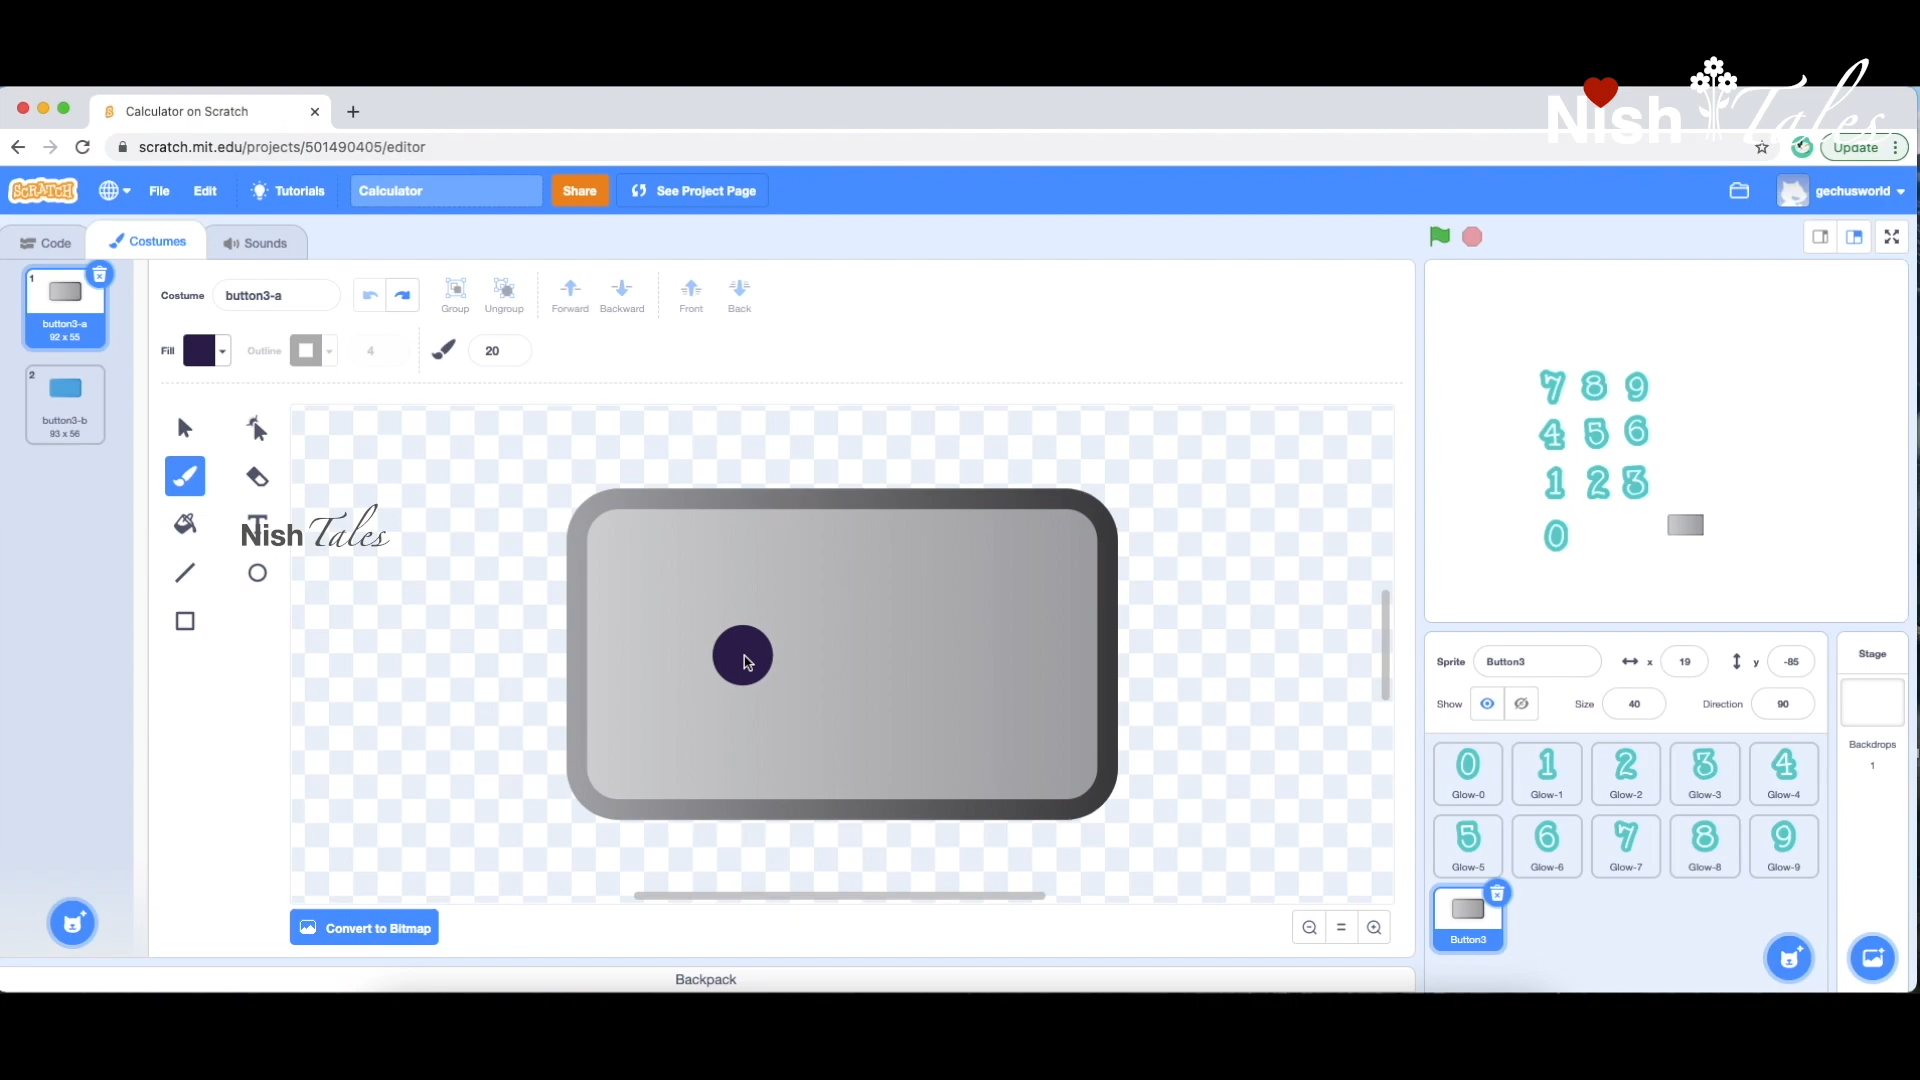 Nish Tales
Calculator on Scratch
scratch.mit.edu/projects/501490405/editor
Update
SCRATCH
File
Edit
Tutorials
Calculator
Share
See Project Page
gechusworld
Code
Costumes
Sounds
1
button3-a
92 x 55
2
button3-b
93 x 56
Costume
button3-a
Group
Ungroup
Forward
Backward
Front
Back
Fill
Outline
4
20
T
Nish Tales
Convert to Bitmap
Backpack
7 8 9
4 5 6
1 2 3
0
Sprite
Button3
x
19
y
-85
Show
Size
40
Direction
90
Stage
Backdrops
1
0
Glow-0
1
Glow-1
2
Glow-2
3
Glow-3
4
Glow-4
5
Glow-5
6
Glow-6
7
Glow-7
8
Glow-8
9
Glow-9
Button3